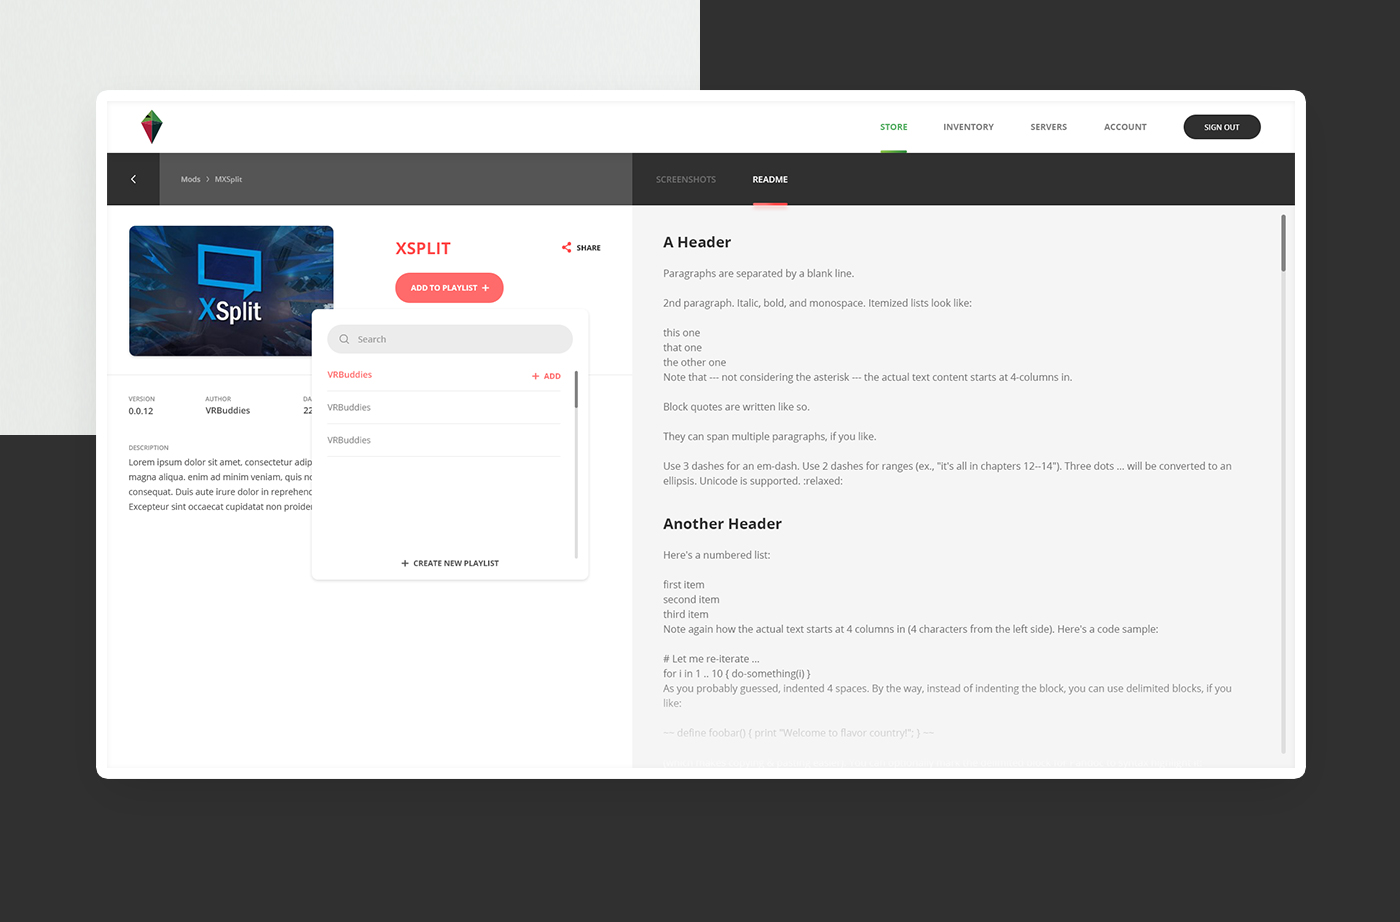 STORE
INVENTORY
SERVERS
ACCOUNT
SIGN OUT
Mods > MXSplit
SCREENSHOTS
README
XSplit
XSPLIT
SHARE
ADD TO PLAYLIST +
Search
VRBuddies
+ ADD
VRBuddies
VRBuddies
+ CREATE NEW PLAYLIST
VERSION
0.0.12
AUTHOR
VRBuddies
DA
22
DESCRIPTION
Lorem ipsum dolor sit amet, consectetur adip
magna aliqua. enim ad minim veniam, quis no
consequat. Duis aute irure dolor in reprehend
Excepteur sint occaecat cupidatat non proiden
A Header
Paragraphs are separated by a blank line.
2nd paragraph. Italic, bold, and monospace. Itemized lists look like:
this one
that one
the other one
Note that --- not considering the asterisk --- the actual text content starts at 4-columns in.
Block quotes are written like so.
They can span multiple paragraphs, if you like.
Use 3 dashes for an em-dash. Use 2 dashes for ranges (ex., "it's all in chapters 12--14"). Three dots ... will be converted to an
ellipsis. Unicode is supported. :relaxed:
Another Header
Here's a numbered list:
first item
second item
third item
Note again how the actual text starts at 4 columns in (4 characters from the left side). Here's a code sample:
# Let me re-iterate ...
for i in 1 .. 10 { do-something(i) }
As you probably guessed, indented 4 spaces. By the way, instead of indenting the block, you can use delimited blocks, if you
like:
~~ define foobar() { print "Welcome to flavor country!"; } ~~